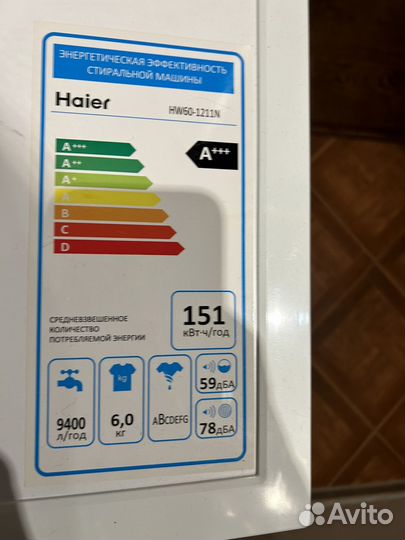 ЭНЕРГЕТИЧЕСКАЯ ЭФФЕКТИВНОСТЬ
СТИРАЛЬНОЙ МАШИНЫ
Haier
HW60-1211N
A+++
A++
A+
A
B
C
D
A+++
СРЕДНЕВЗВЕШЕННОЕ
КОЛИЧЕСТВО
ПОТРЕБЛЯЕМОЙ ЭНЕРГИИ
151
кВт·ч/год
9400
л/год
kg
6,0
кг
ABCDEFG
59дБА
78дБА
Avito